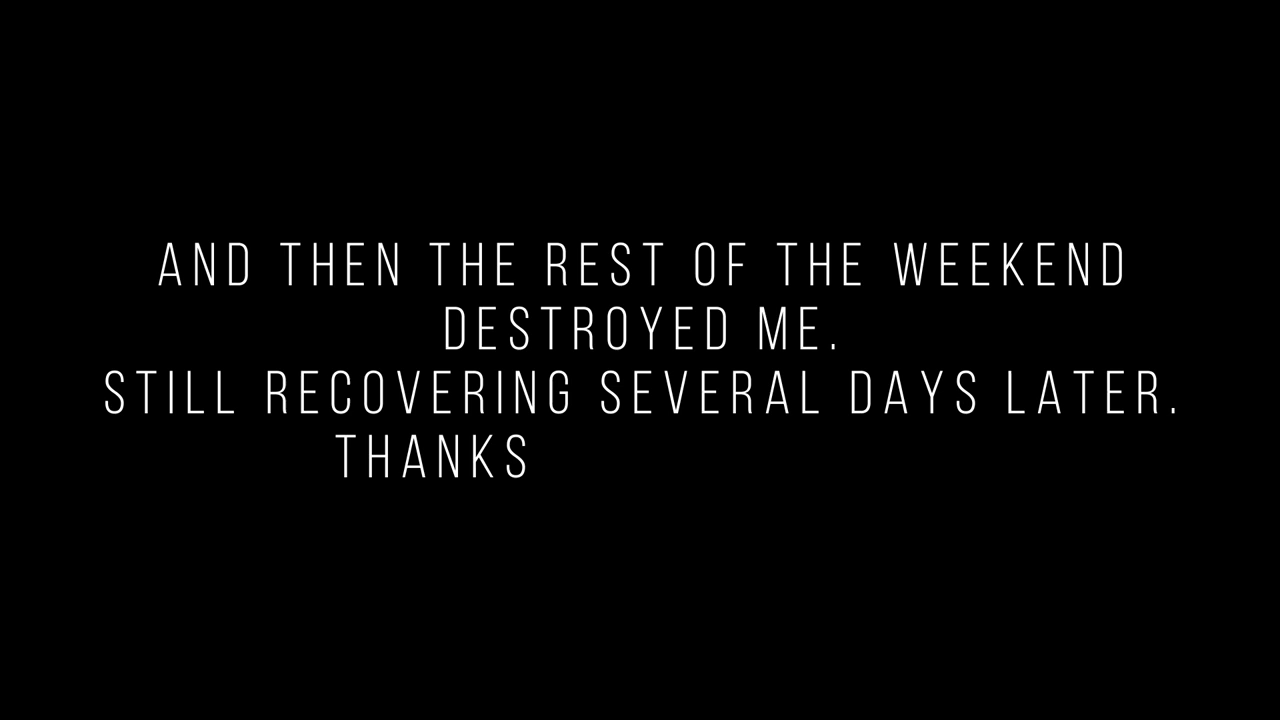 AND THEN THE REST OF THE WEEKEND
DESTROYED ME.
STILL RECOVERING SEVERAL DAYS LATER.
THANKS